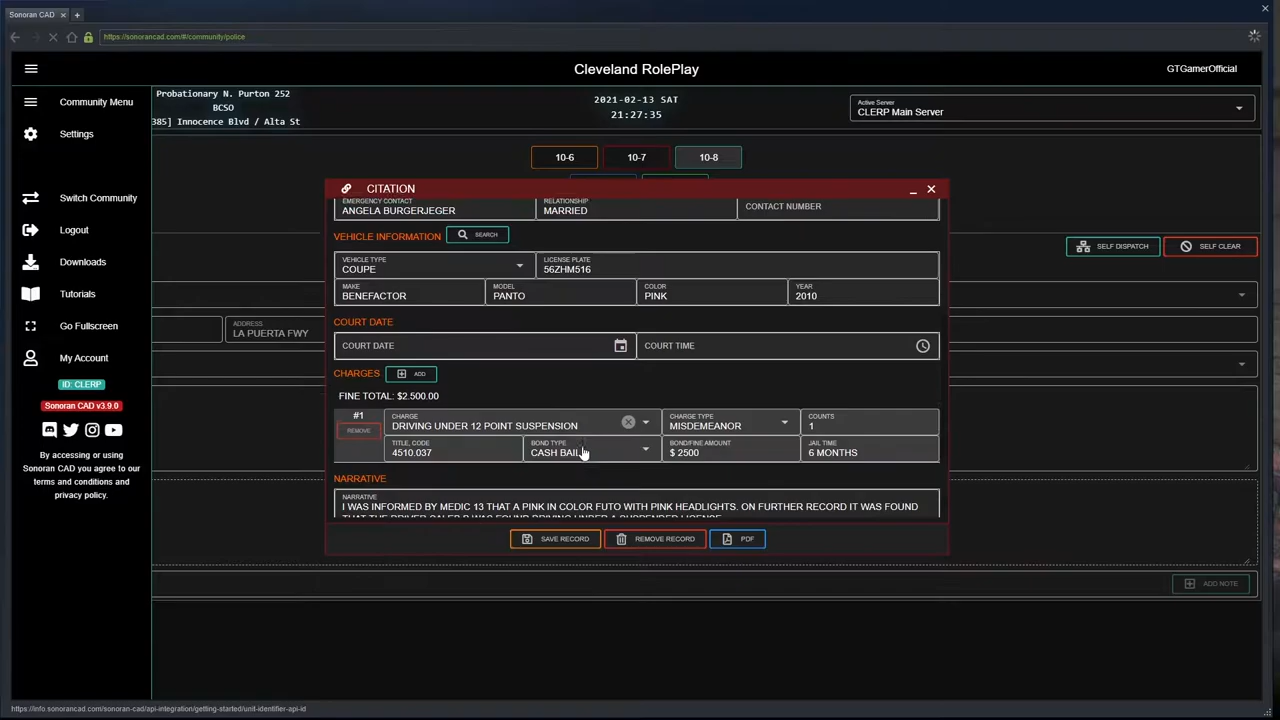 Sonoran CAD
https://sonorancad.com/#/community/police
Cleveland RolePlay
GTGamerOfficial
Community Menu
Settings
Switch Community
Logout
Downloads
Tutorials
Go Fullscreen
My Account
ID: CLERP
Sonoran CAD v3.9.0
By accessing or using
Sonoran CAD you agree to our
terms and conditions and
privacy policy.
Probationary N. Purton 252
BCSO
385] Innocence Blvd / Alta St
2021-02-13 SAT
21:27:35
Active Server
CLERP Main Server
10-6
10-7
10-8
SELF DISPATCH
SELF CLEAR
ADDRESS
LA PUERTA FWY
CITATION
EMERGENCY CONTACT
ANGELA BURGERJEGER
RELATIONSHIP
MARRIED
CONTACT NUMBER
VEHICLE INFORMATION
SEARCH
VEHICLE TYPE
COUPE
LICENSE PLATE
56ZHM516
MAKE
BENEFACTOR
MODEL
PANTO
COLOR
PINK
YEAR
2010
COURT DATE
COURT DATE
COURT TIME
CHARGES
ADD
FINE TOTAL: $2.500.00
#1
REMOVE
CHARGE
DRIVING UNDER 12 POINT SUSPENSION
CHARGE TYPE
MISDEMEANOR
COUNTS
1
TITLE, CODE
4510.037
BOND TYPE
CASH BAIL
BOND/FINE AMOUNT
$ 2500
JAIL TIME
6 MONTHS
NARRATIVE
NARRATIVE
I WAS INFORMED BY MEDIC 13 THAT A PINK IN COLOR FUTO WITH PINK HEADLIGHTS. ON FURTHER RECORD IT WAS FOUND
SAVE RECORD
REMOVE RECORD
PDF
ADD NOTE
https://info.sonorancad.com/sonoran-cad/api-integration/getting-started/unit-identifier-api-id